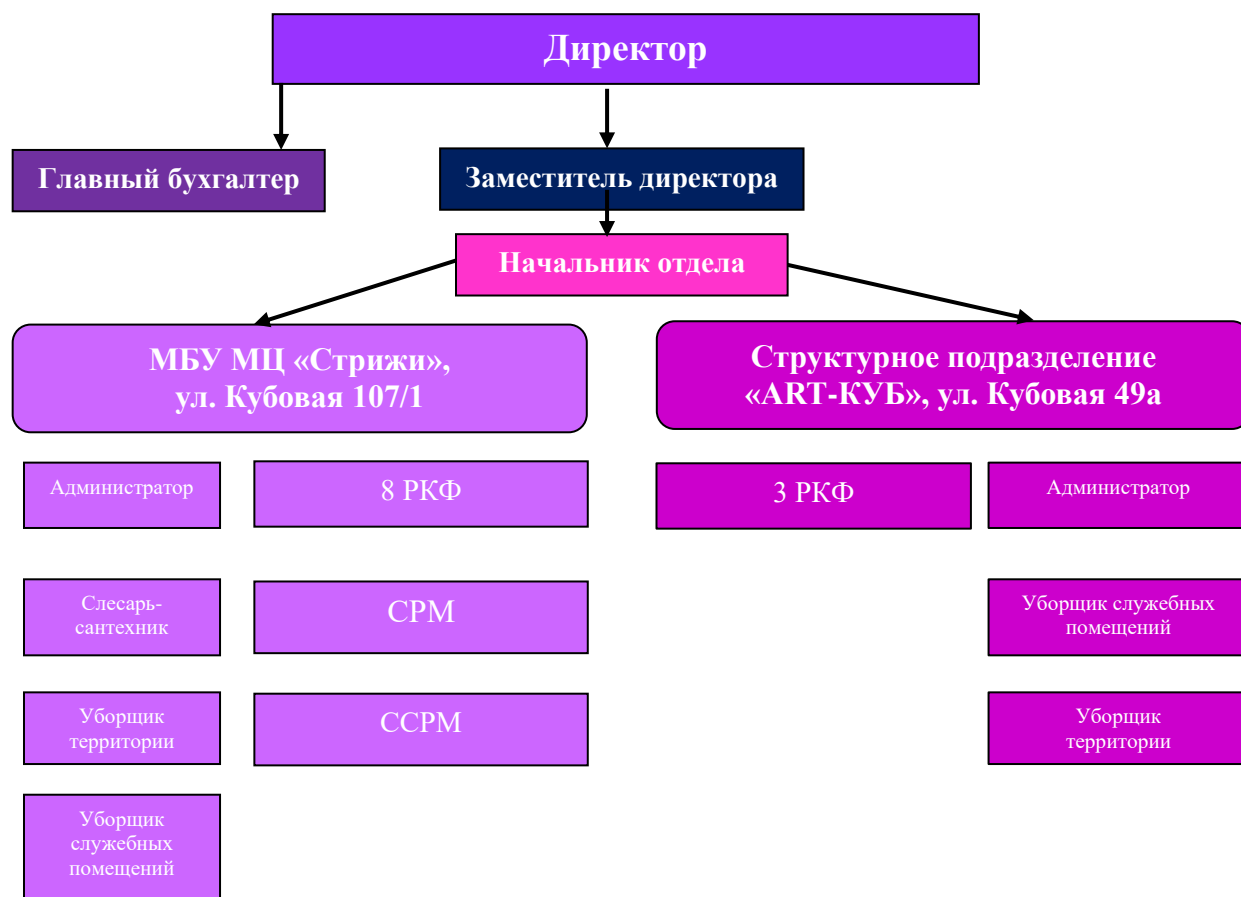 Директор
Главный бухгалтер
Заместитель директора
Начальник отдела
МБУ МЦ «Стрижи»,
ул. Кубовая 107/1
Структурное подразделение
«ART-КУБ», ул. Кубовая 49а
Администратор
8 РКФ
3 РКФ
Администратор
Слесарь-
сантехник
СРМ
Уборщик служебных
помещений
Уборщик
территории
ССРМ
Уборщик
территории
Уборщик
служебных
помещений